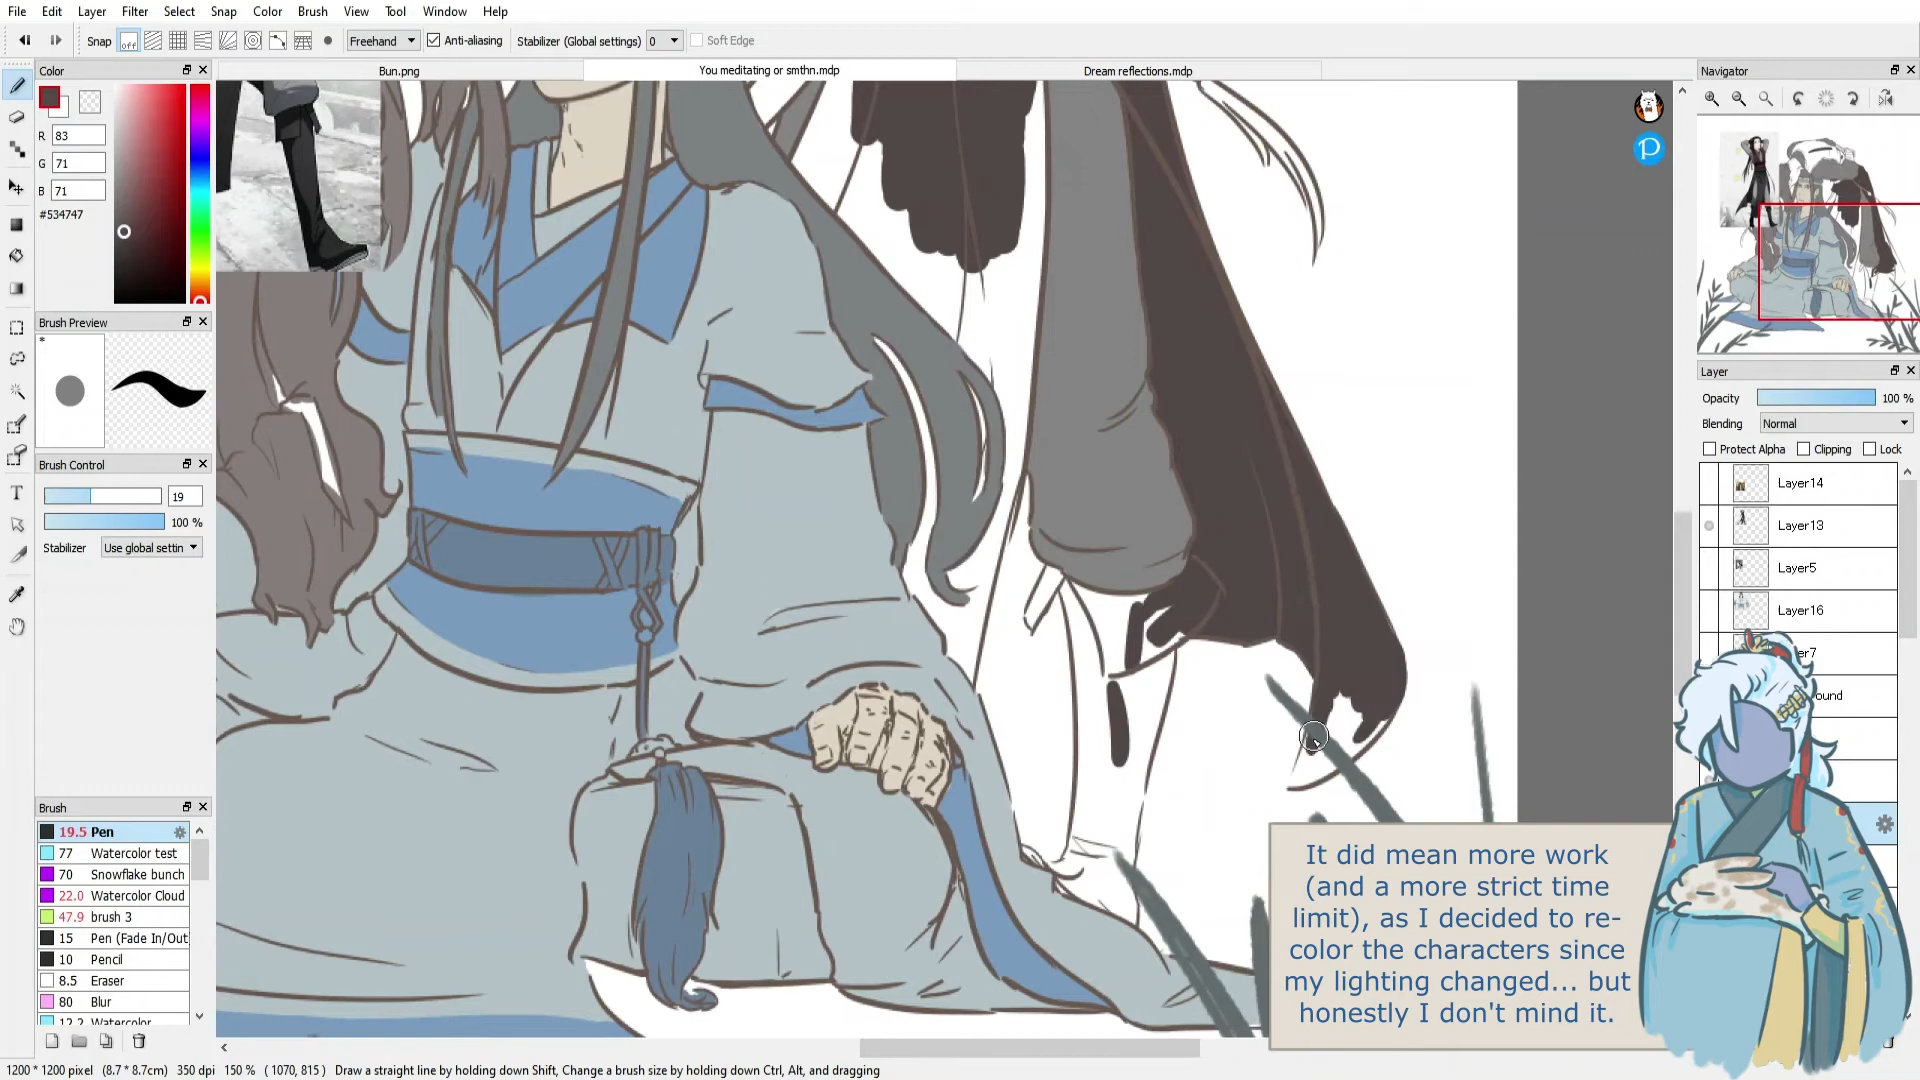 File Edit Layer Filter Select Snap Color Brush View Tool Window Help
Snap off Freehand Anti-aliasing Stabilizer (Global settings) 0 Soft Edge
Color
Bun.png
You meditating or smthn.mdp
Dream reflections.mdp
Navigator
R 83
G 71
B 71
#534747
Brush Preview
*
Brush Control
19
100 %
Stabilizer Use global settin
Layer
Opacity 100 %
Blending Normal
Protect Alpha Clipping Lock
Layer14
Layer13
Layer5
Layer16
er7
ound
Brush
19.5 Pen
77 Watercolor test
70 Snowflake bunch
22.0 Watercolor Cloud
47.9 brush 3
15 Pen (Fade In/Out
10 Pencil
8.5 Eraser
80 Blur
12.2 Watercolor
It did mean more work
(and a more strict time
limit), as I decided to re-
color the characters since
my lighting changed... but
honestly I don't mind it.
1200 * 1200 pixel (8.7 * 8.7cm) 350 dpi 150 % ( 1070, 815 ) Draw a straight line by holding down Shift, Change a brush size by holding down Ctrl, Alt, and dragging